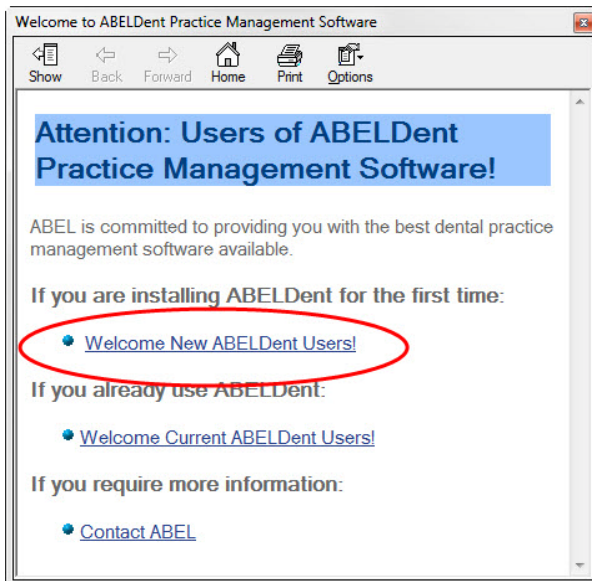 Welcome to ABELDent Practice Management Software
Show Back Forward Home Print Options
Attention: Users of ABELDent
Practice Management Software!
ABEL is committed to providing you with the best dental practice
management software available.
If you are installing ABELDent for the first time:
Welcome New ABELDent Users!
If you already use ABELDent:
Welcome Current ABELDent Users!
If you require more information:
Contact ABEL